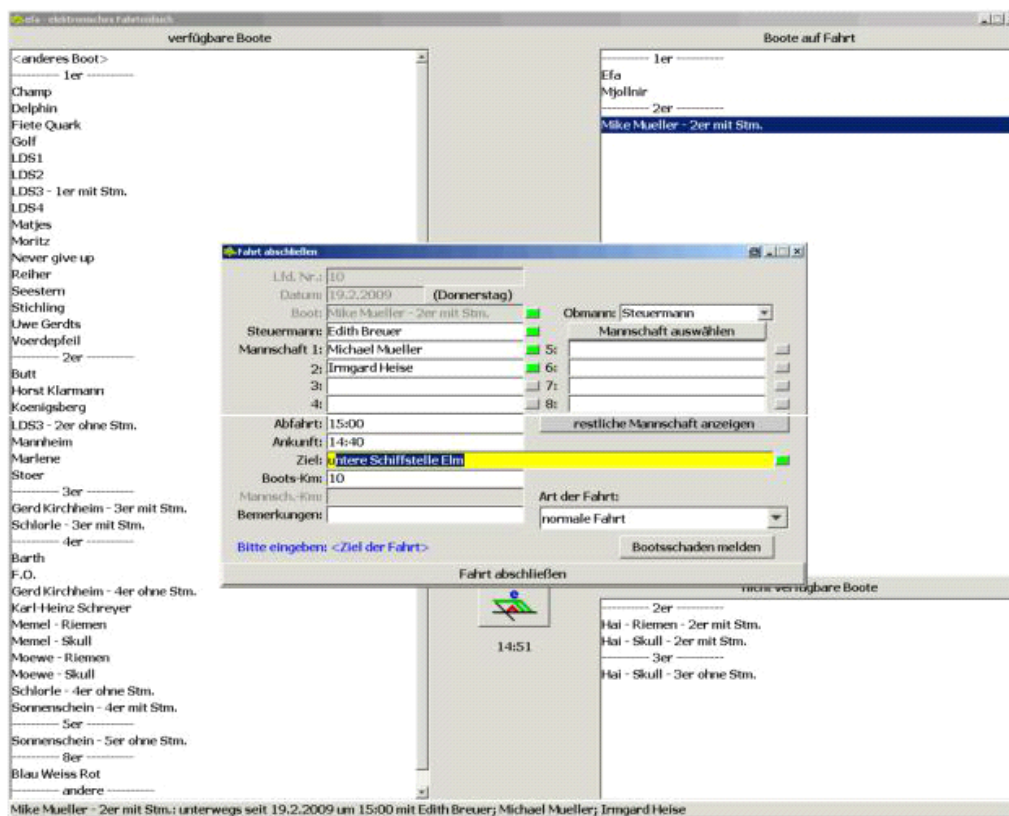 efa - elektronisches Fahrtenbuch
verfügbare Boote
<anderes Boot>
---------- 1er ----------
Champ
Delphin
Fiete Quark
Golf
LDS1
LDS2
LDS3 - 1er mit Stm.
LDS4
Matjes
Moritz
Never give up
Reiher
Seestern
Stichling
Uwe Gerdts
Voerdepfeil
---------- 2er ----------
Butt
Horst Klarmann
Koenigsberg
LDS3 - 2er ohne Stm.
Mannheim
Marlene
Stoer
---------- 3er ----------
Gerd Kirchheim - 3er mit Stm.
Schlorle - 3er mit Stm.
---------- 4er ----------
Barth
F.O.
Gerd Kirchheim - 4er ohne Stm.
Karl-Heinz Schreyer
Memel - Riemen
Memel - Skull
Moewe - Riemen
Moewe - Skull
Schlorle - 4er ohne Stm.
Sonnenschein - 4er mit Stm.
---------- 5er ----------
Sonnenschein - 5er ohne Stm.
---------- 8er ----------
Blau Weiss Rot
---------- andere ----------
Boote auf Fahrt
---------- 1er ----------
Efa
Mjollnir
---------- 2er ----------
Mike Mueller - 2er mit Stm.
Fahrt abschließen
Lfd. Nr.: 10
Datum: 19.2.2009 (Donnerstag)
Boot: Mike Mueller - 2er mit Stm. Obmann: Steuermann
Steuermann: Edith Breuer Mannschaft auswählen
Mannschaft 1: Michael Mueller 5:
2: Irmgard Heise 6:
3: 7:
4: 8:
Abfahrt: 15:00 restliche Mannschaft anzeigen
Ankunft: 14:40
Ziel: untere Schiffstelle Elm
Boots-Km: 10
Mannsch.-Km: Art der Fahrt:
Bemerkungen: normale Fahrt
Bitte eingeben: <Ziel der Fahrt> Bootsschaden melden
Fahrt abschließen
e
14:51
nicht verfügbare Boote
---------- 2er ----------
Hai - Riemen - 2er mit Stm.
Hai - Skull - 2er mit Stm.
---------- 3er ----------
Hai - Skull - 3er ohne Stm.
Mike Mueller - 2er mit Stm.: unterwegs seit 19.2.2009 um 15:00 mit Edith Breuer; Michael Mueller; Irmgard Heise